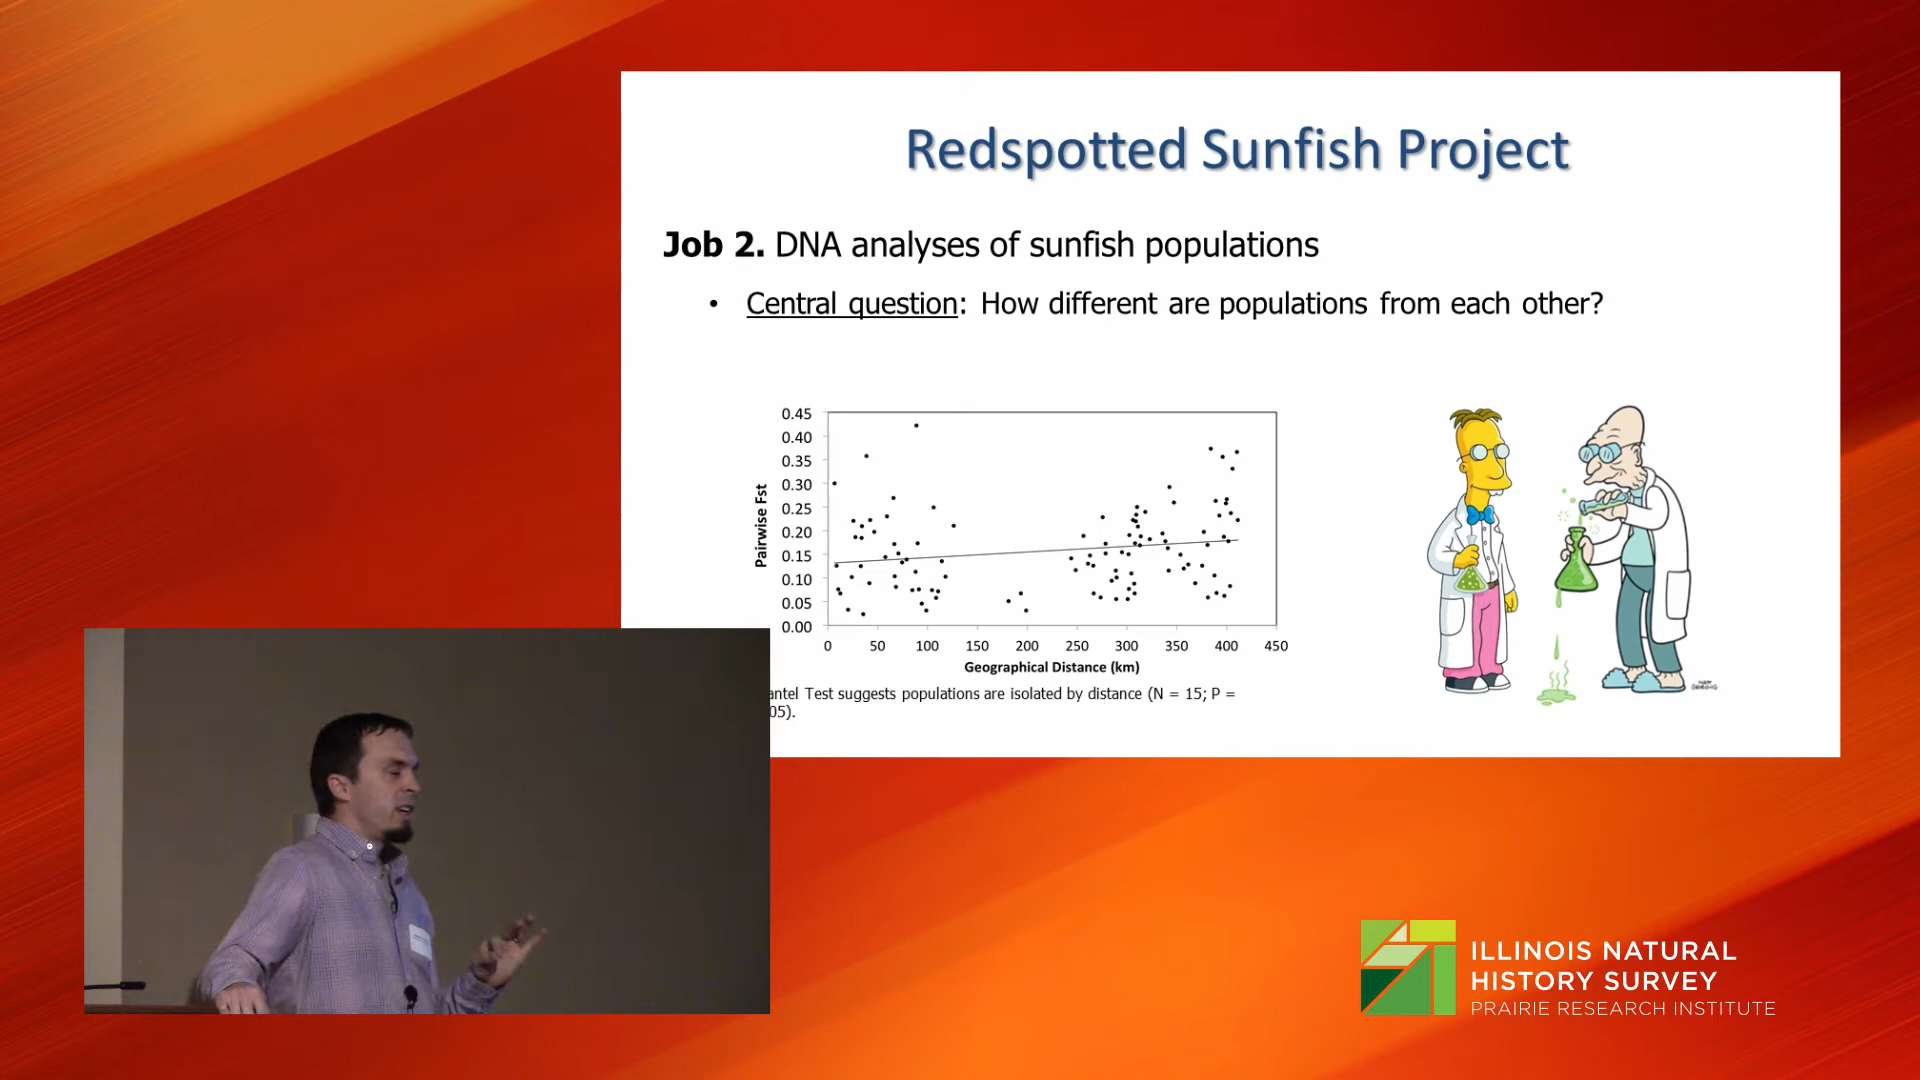 Redspotted Sunfish Project
Job 2. DNA analyses of sunfish populations
• Central question: How different are populations from each other?
0.45
0.40
0.35
0.30
0.25
0.20
0.15
0.10
0.05
0.00
Pairwise Fst
0 50 100 150 200 250 300 350 400 450
Geographical Distance (km)
antel Test suggests populations are isolated by distance (N = 15; P =
05).
ILLINOIS NATURAL
HISTORY SURVEY
PRAIRIE RESEARCH INSTITUTE